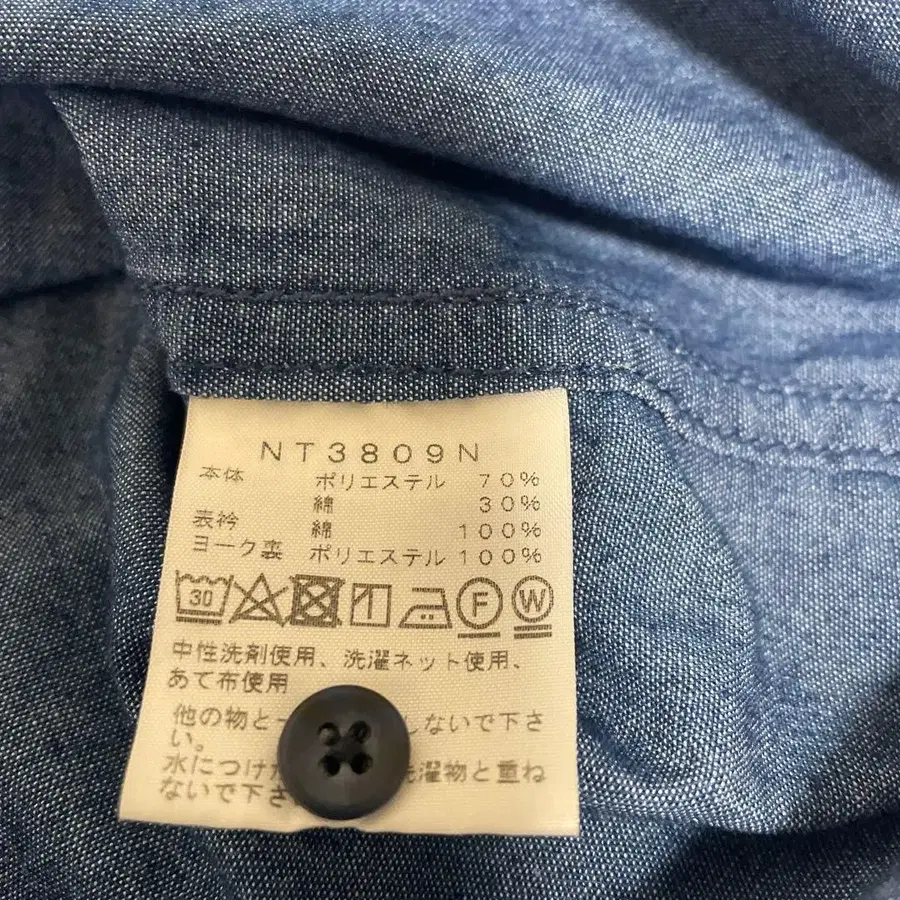 NT3809N
本体 ポリエステル 70%
綿 30%
表衿 綿 100%
ヨーク裏 ポリエステル 100%
30 F W
中性洗剤使用、洗濯ネット使用、
あて布使用
他の物と一 しないで下さ
い。
水につけ 洗濯物と重ね
ないで下さ